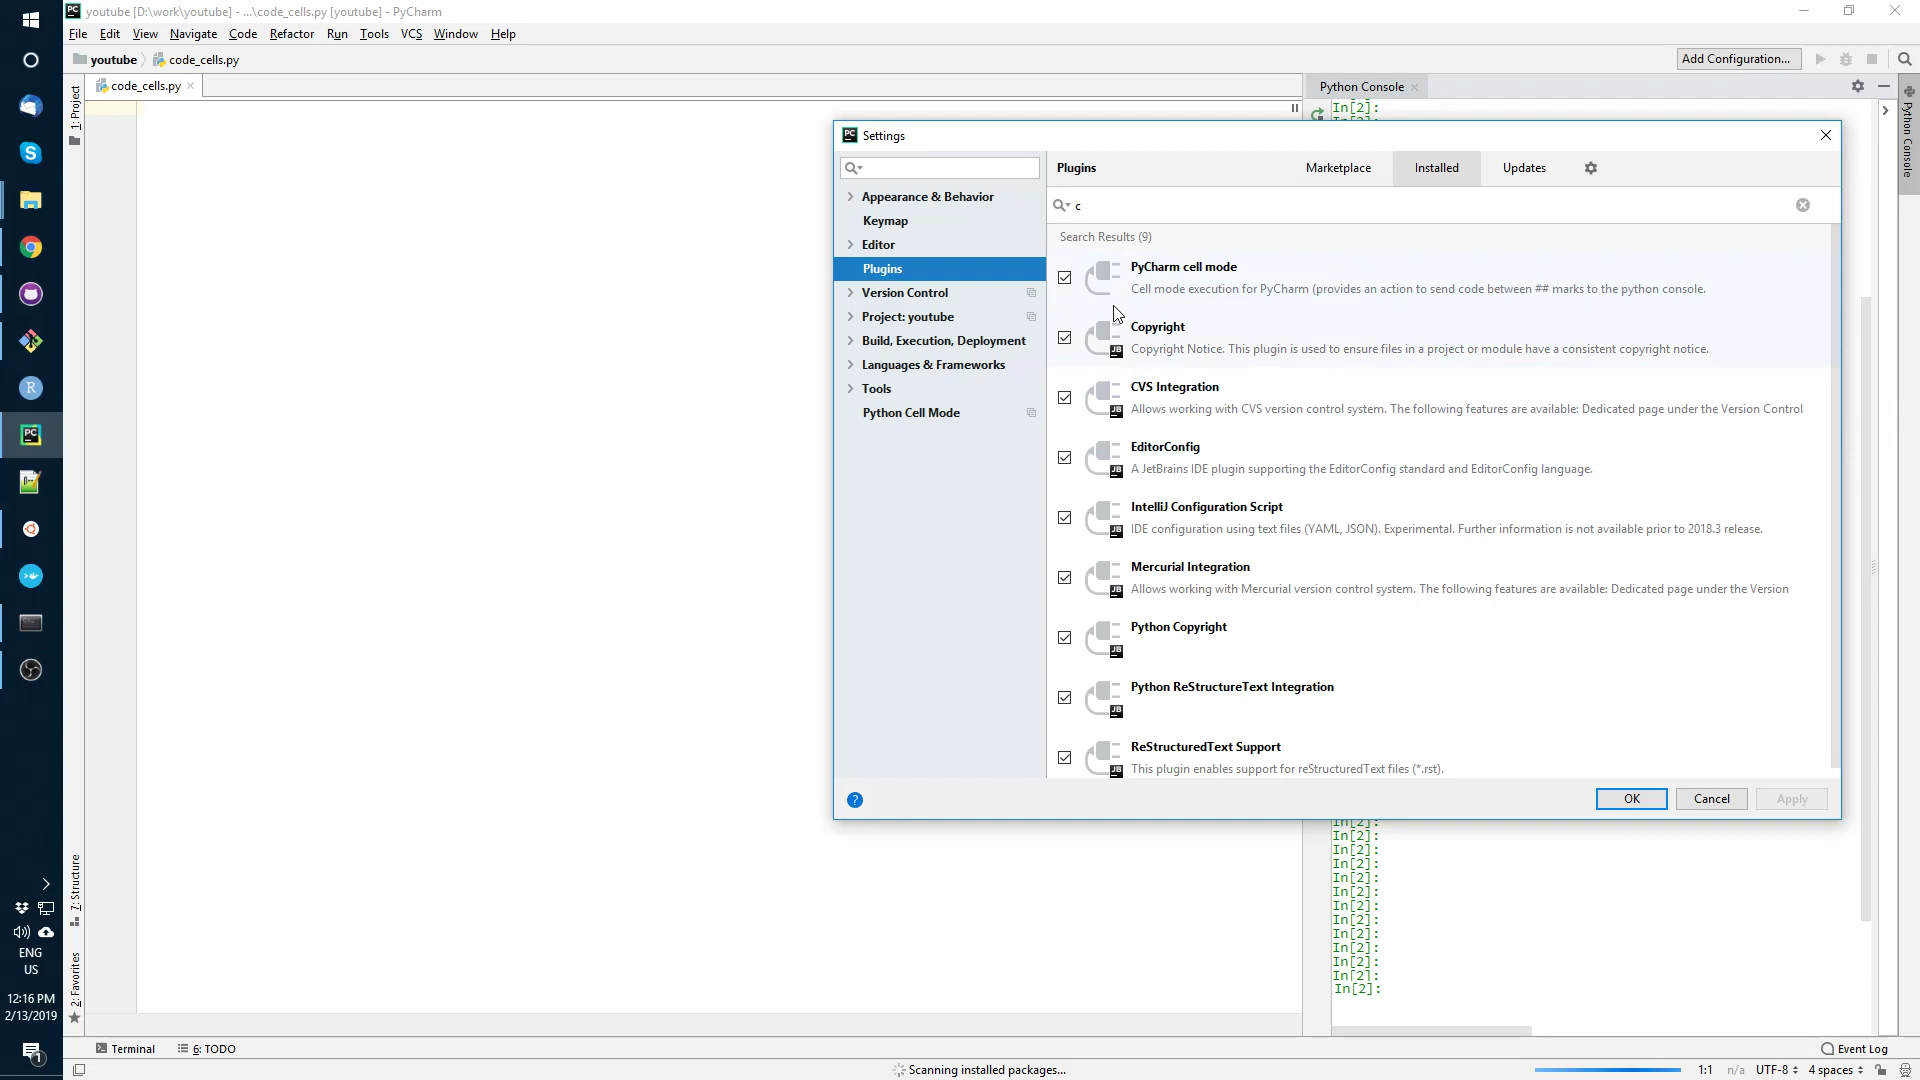 youtube [D:\work\youtube] - ...\code_cells.py [youtube] - PyCharm
File Edit View Navigate Code Refactor Run Tools VCS Window Help
youtube code_cells.py
Add Configuration...
code_cells.py
Python Console
1: Project
In[2]:
Python Console
Settings
Plugins
Marketplace
Installed
Updates
Appearance & Behavior
Keymap
Editor
Plugins
Version Control
Project: youtube
Build, Execution, Deployment
Languages & Frameworks
Tools
Python Cell Mode
c
Search Results (9)
PyCharm cell mode
Cell mode execution for PyCharm (provides an action to send code between ## marks to the python console.
Copyright
Copyright Notice. This plugin is used to ensure files in a project or module have a consistent copyright notice.
CVS Integration
Allows working with CVS version control system. The following features are available: Dedicated page under the Version Control
EditorConfig
A JetBrains IDE plugin supporting the EditorConfig standard and EditorConfig language.
IntelliJ Configuration Script
IDE configuration using text files (YAML, JSON). Experimental. Further information is not available prior to 2018.3 release.
Mercurial Integration
Allows working with Mercurial version control system. The following features are available: Dedicated page under the Version
Python Copyright
Python ReStructureText Integration
ReStructuredText Support
This plugin enables support for reStructuredText files (*.rst).
?
OK
Cancel
Apply
In[2]:
In[2]:
In[2]:
In[2]:
In[2]:
In[2]:
In[2]:
In[2]:
In[2]:
In[2]:
In[2]:
In[2]:
In[2]:
7: Structure
2: Favorites
ENG
US
12:16 PM
2/13/2019
1
Terminal
6: TODO
Event Log
Scanning installed packages...
1:1
n/a
UTF-8
4 spaces